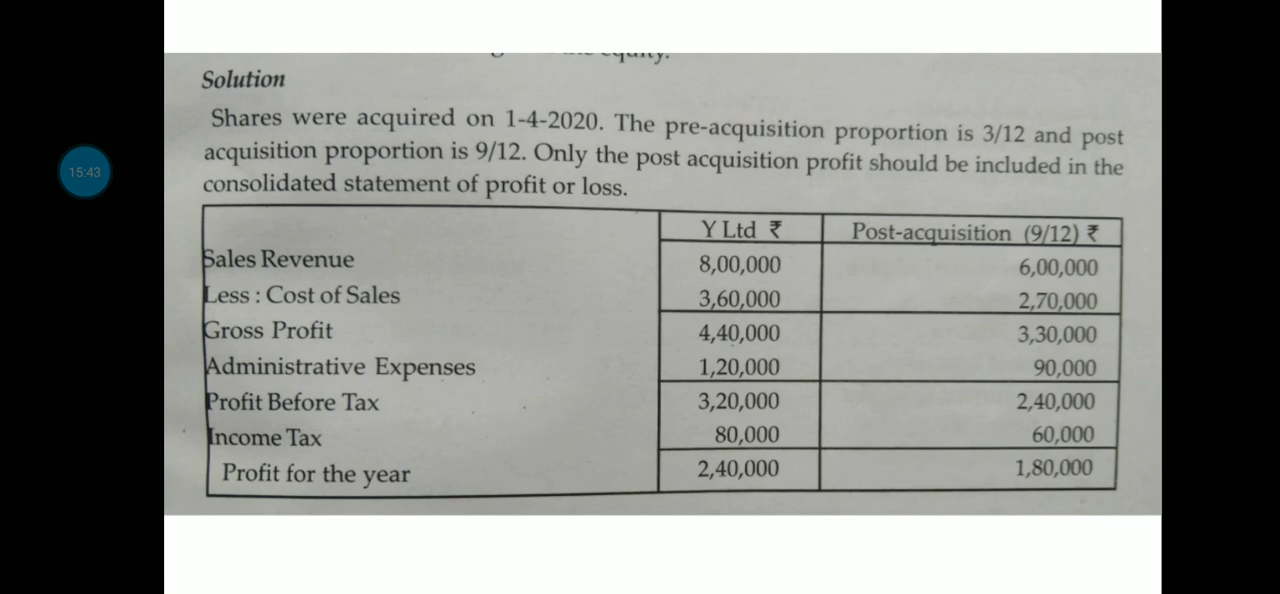 equity.
Solution
Shares were acquired on 1-4-2020. The pre-acquisition proportion is 3/12 and post
acquisition proportion is 9/12. Only the post acquisition profit should be included in the
consolidated statement of profit or loss.
Y Ltd ₹ Post-acquisition (9/12) ₹
Sales Revenue 8,00,000 6,00,000
Less : Cost of Sales 3,60,000 2,70,000
Gross Profit 4,40,000 3,30,000
Administrative Expenses 1,20,000 90,000
Profit Before Tax 3,20,000 2,40,000
Income Tax 80,000 60,000
Profit for the year 2,40,000 1,80,000
15:43